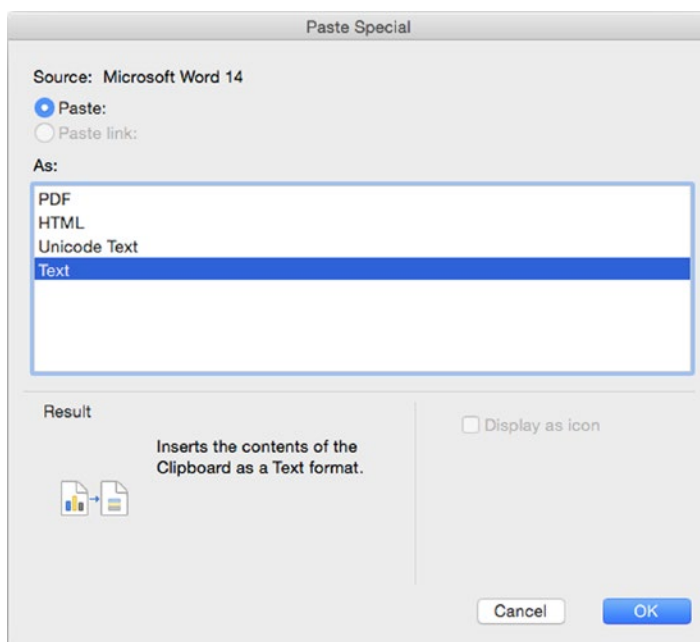 Paste Special
Source: Microsoft Word 14
Paste:
Paste link:
As:
PDF
HTML
Unicode Text
Text
Result
Inserts the contents of the
Clipboard as a Text format.
Display as icon
Cancel
OK